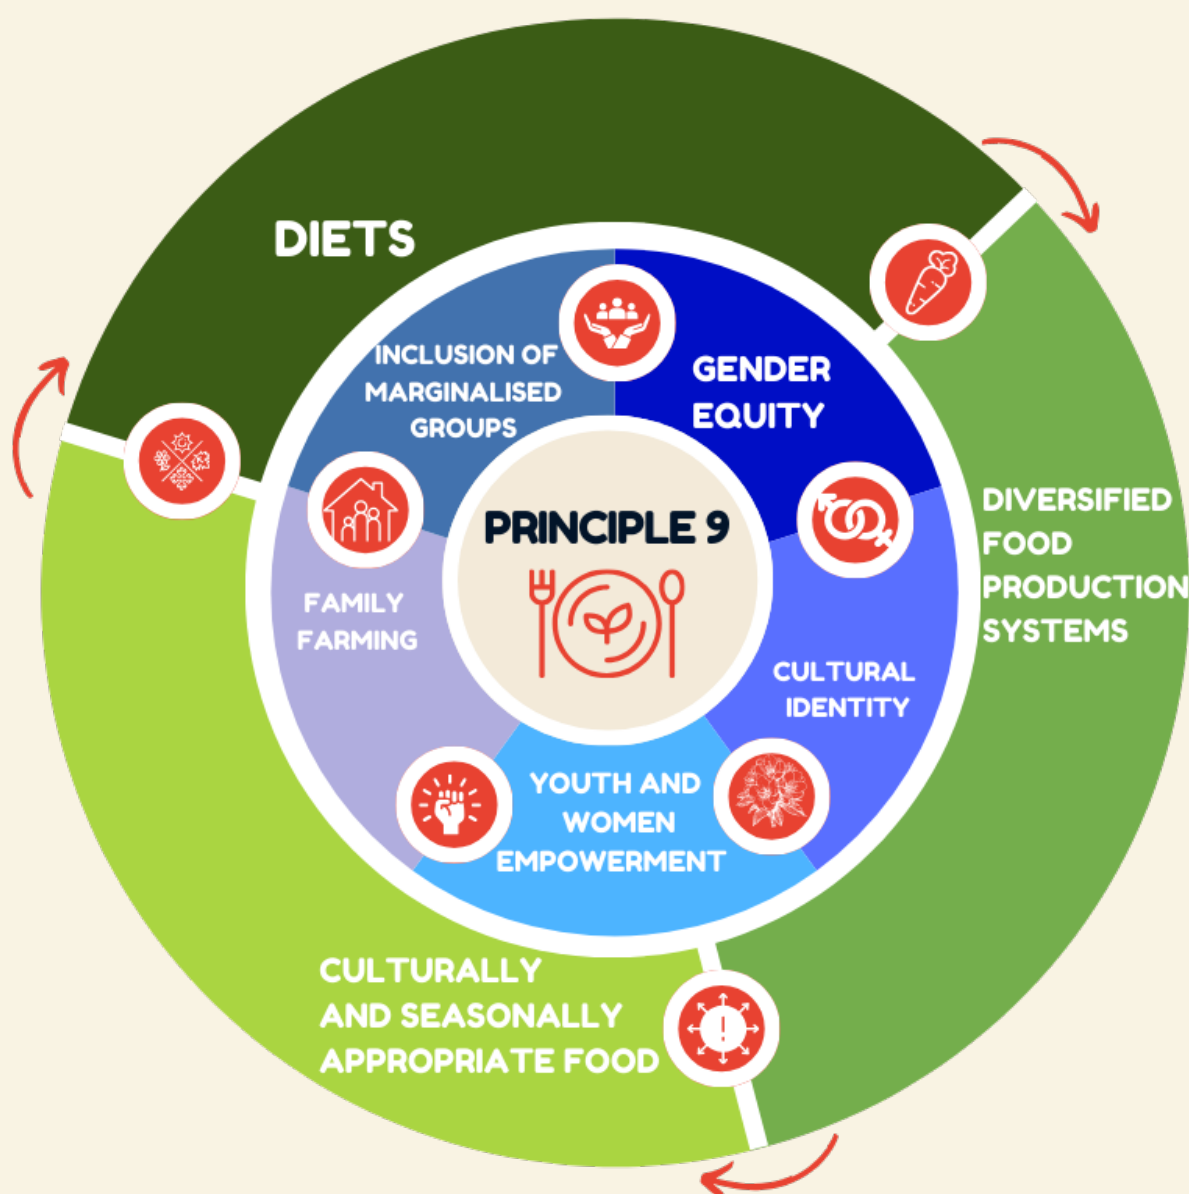 DIETS
INCLUSION OF
MARGINALISED
GROUPS
GENDER
EQUITY
DIVERSIFIED
FOOD
PRODUCTION
SYSTEMS
PRINCIPLE 9
FAMILY
FARMING
CULTURAL
IDENTITY
YOUTH AND
WOMEN
EMPOWERMENT
CULTURALLY
AND SEASONALLY
APPROPRIATE FOOD